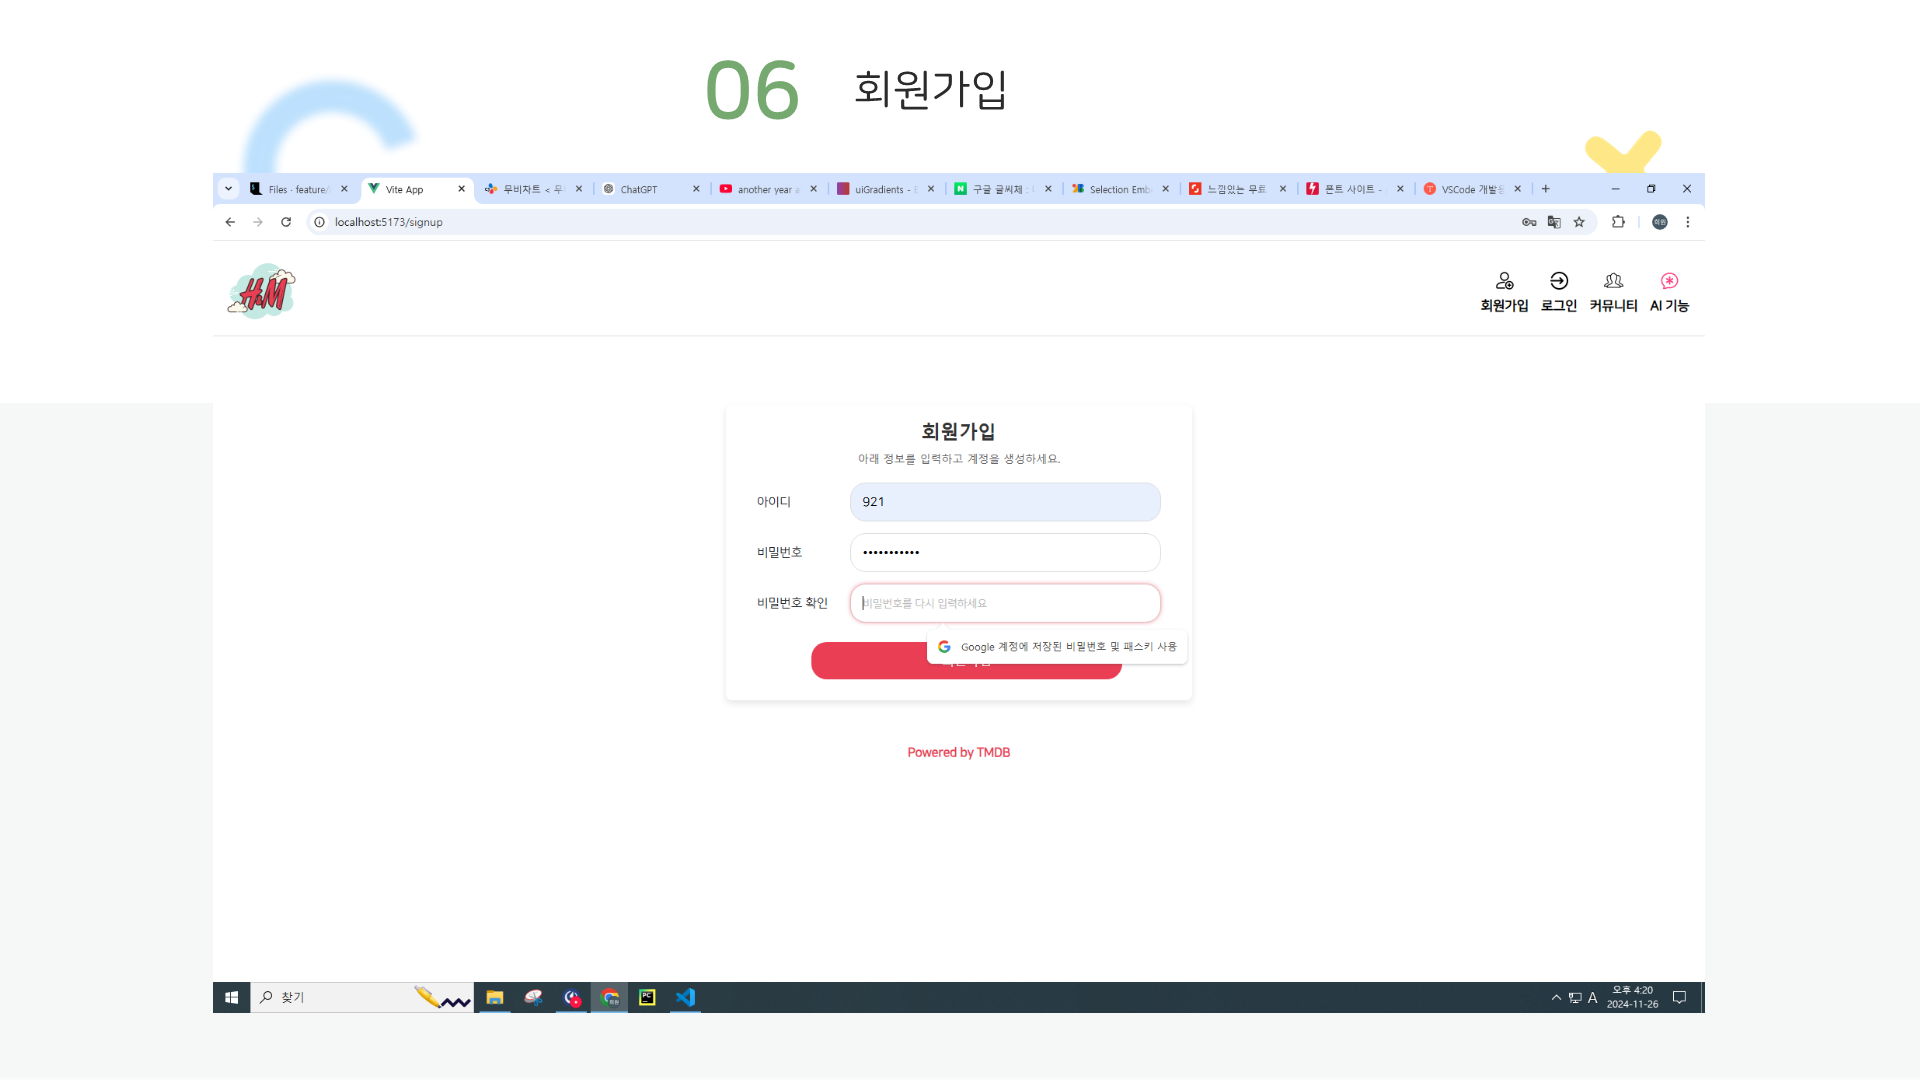 06 회원가입
Files - feature/
Vite App
무비차트 < 무
ChatGPT
another year a
uiGradients - B
구글 글씨체 :
Selection Emb
느낌있는 무료
폰트 사이트 -
VSCode 개발
localhost:5173/signup
H&M
회원가입
로그인
커뮤니티
AI 기능
회원가입
아래 정보를 입력하고 계정을 생성하세요.
아이디
921
비밀번호
•••••••••••
비밀번호 확인
비밀번호를 다시 입력하세요
Google 계정에 저장된 비밀번호 및 패스키 사용
Powered by TMDB
찾기
A
오후 4:20
2024-11-26